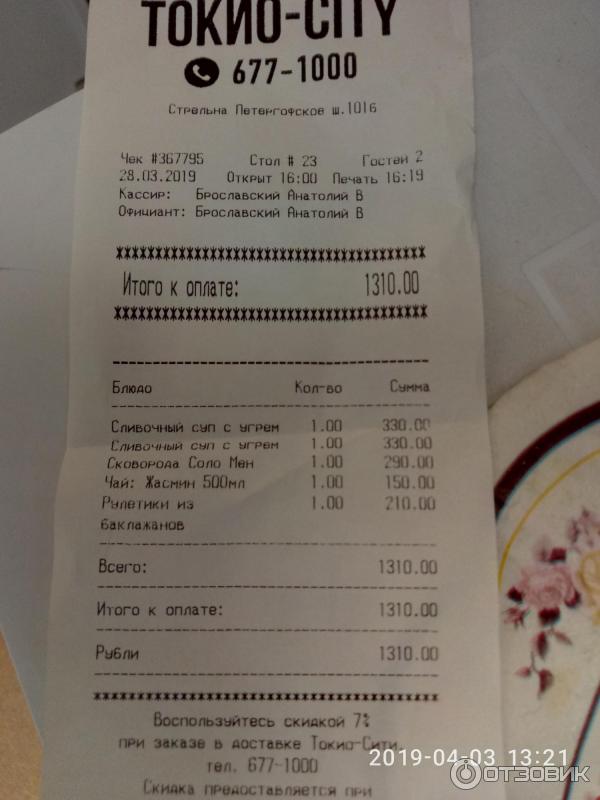 ТОКИО-CITY
677-1000
Стрельна Петергофское ш.101б
Чек #367795 Стол # 23 Гостей 2
28.03.2019 Открыт 16:00 Печать 16:19
Кассир: Брославский Анатолий В
Официант: Брославский Анатолий В
Итого к оплате: 1310.00
Блюдо Кол-во Сумма
Сливочный суп с угрем 1.00 330.00
Сливочный суп с угрем 1.00 330.00
Сковорода Соло Мен 1.00 290.00
Чай: Жасмин 500мл 1.00 150.00
Рулетики из 1.00 210.00
баклажанов
Всего: 1310.00
Итого к оплате: 1310.00
Рубли 1310.00
Воспользуйтесь скидкой 7%
при заказе в доставке Токио-Сити.
тел. 677-1000
Скидка предоставляется при
2019-04-03 13:21
ОТЗОВИК